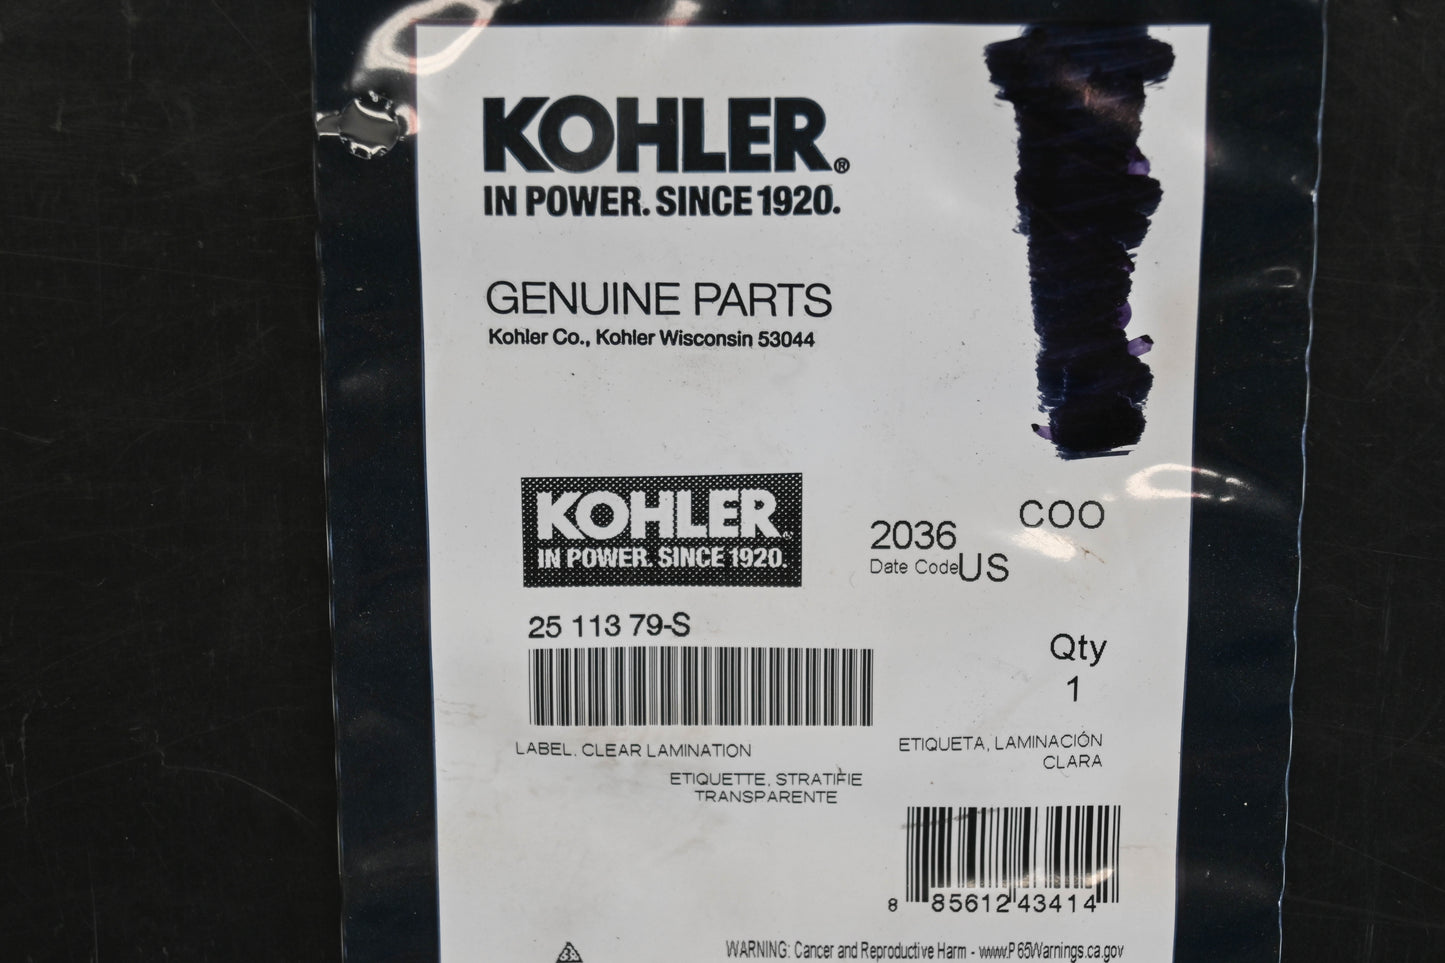 KOHLER®
IN POWER. SINCE 1920.
GENUINE PARTS
Kohler Co., Kohler Wisconsin 53044
KOHLER®
IN POWER. SINCE 1920.
2036
COO
Date Code
US
25 113 79-S
Qty
1
LABEL. CLEAR LAMINATION
ETIQUETA, LAMINACIÓN
CLARA
ETIQUETTE, STRATIFIE
TRANSPARENTE
8 85612 43414
WARNING: Cancer and Reproductive Harm - www.P65Warnings.ca.gov